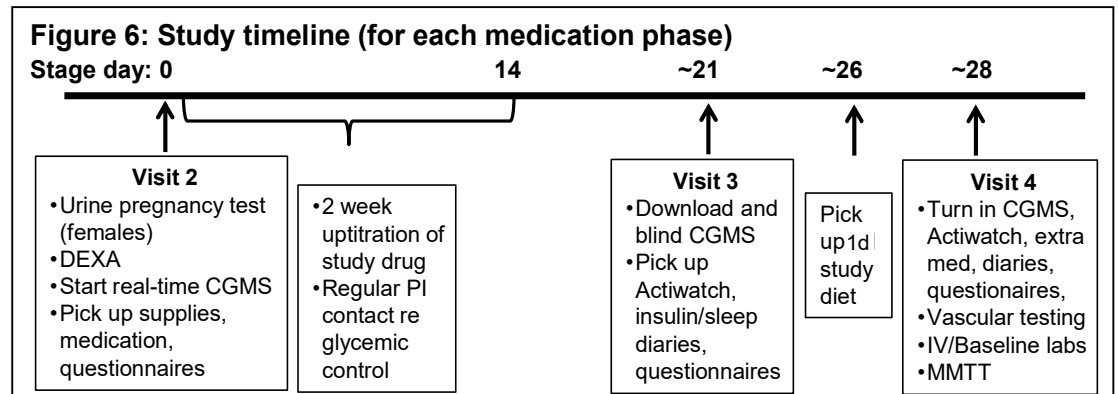 Figure 6: Study timeline (for each medication phase)
Stage day: 0 14 ~21 ~26 ~28
Visit 2
•Urine pregnancy test
(females)
•DEXA
•Start real-time CGMS
•Pick up supplies,
medication,
questionnaires
•2 week
uptitration of
study drug
•Regular PI
contact re
glycemic
control
Visit 3
•Download and
blind CGMS
•Pick up
Actiwatch,
insulin/sleep
diaries,
questionnaires
Pick
up1d
study
diet
Visit 4
•Turn in CGMS,
Actiwatch, extra
med, diaries,
questionaires,
•Vascular testing
•IV/Baseline labs
•MMTT